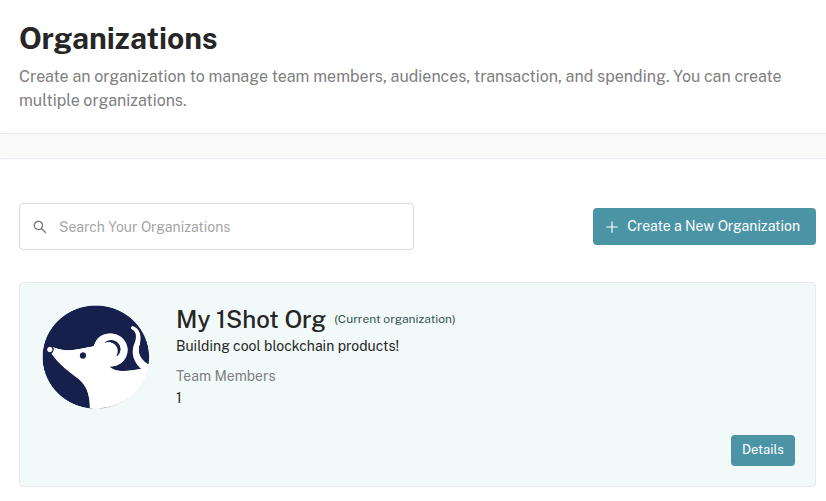 Organizations
Create an organization to manage team members, audiences, transaction, and spending. You can create
multiple organizations.
Search Your Organizations
+ Create a New Organization
My 1Shot Org (Current organization)
Building cool blockchain products!
Team Members
1
Details